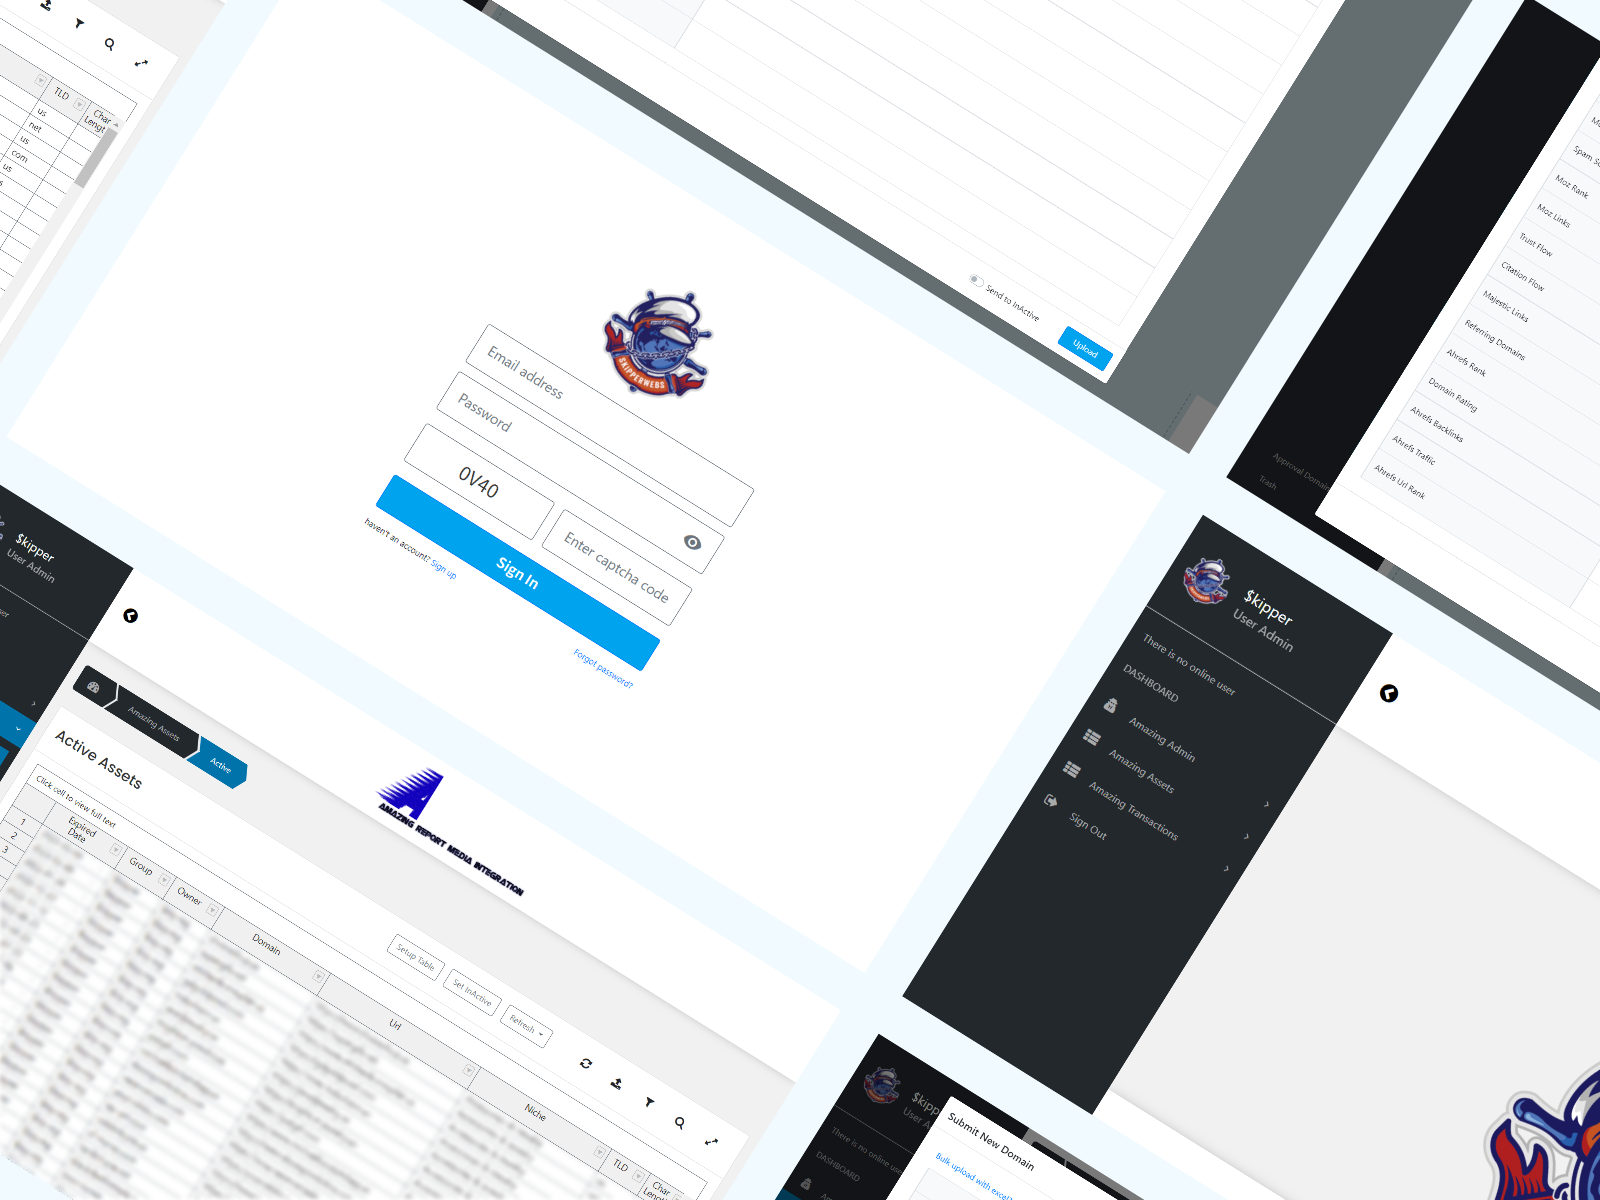 TLD
Char
Lengt
us
net
us
com
us
Send to InActive
Upload
SKIPPERWEBS
Email address
Password
0V40
Enter captcha code
Sign In
haven't an account? Sign up
Forgot password?
Spam
Moz Rank
Moz Links
Trust Flow
Citation Flow
Majestic Links
Referring Domains
Ahrefs Rank
Domain Rating
Ahrefs Backlinks
Ahrefs Traffic
Ahrefs Url Rank
Approval Domain
Trash
$kipper
User Admin
Amazing Assets
Active
Active Assets
Click cell to view full text
1
2
3
Expired
Date
Group
Owner
Domain
Url
Niche
TLD
Char
AMAZING REPORT MEDIA INTEGRATION
Setup Table
Set InActive
Refresh
$kipper
User Admin
There is no online user
DASHBOARD
Amazing Admin
Amazing Assets
Amazing Transactions
Sign Out
$kipp
User A
There is no online use
DASHBOARD
Submit New Domain
Bulk upload with excel?